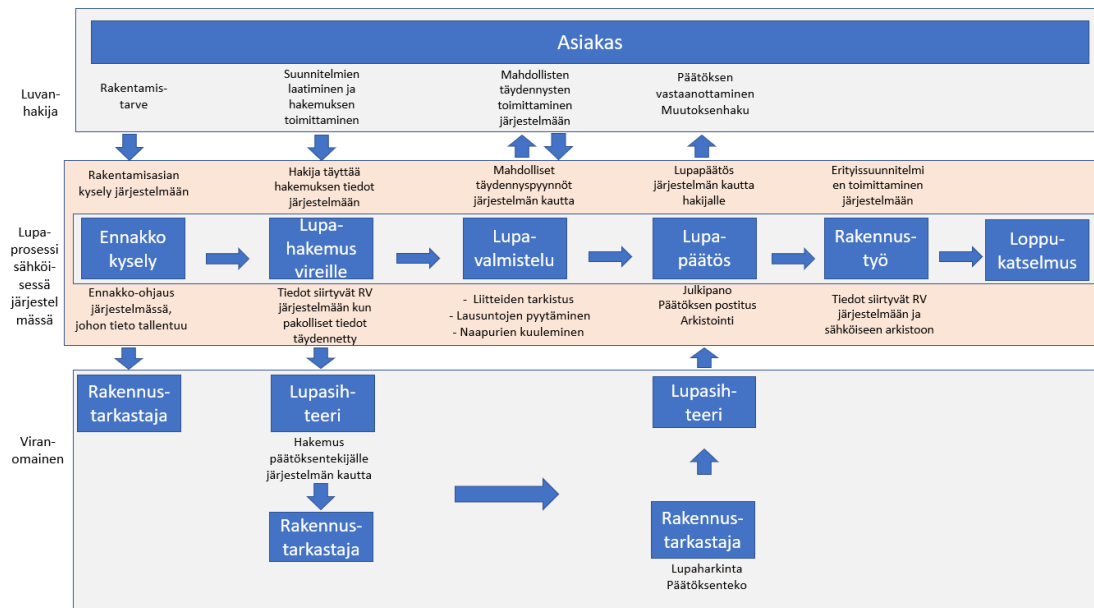 Asiakas
Luvan-
hakija
Rakentamis-
tarve
Suunnitelmien
laatiminen ja
hakemuksen
toimittaminen
Mahdollisten
täydennysten
toimittaminen
järjestelmään
Päätöksen
vastaanottaminen
Muutoksenhaku
Lupa-
prosessi
sähköi-
sessä
järjestel
mässä
Rakentamisasian
kysely järjestelmään
Hakija täyttää
hakemuksen tiedot
järjestelmään
Mahdolliset
täydennyspyynnöt
järjestelmän kautta
Lupapäätös
järjestelmän kautta
hakijalle
Erityissuunnitelmi
en toimittaminen
järjestelmään
Ennakko
kysely
Lupa-
hakemus
vireille
Lupa-
valmistelu
Lupa-
päätös
Rakennus-
työ
Loppu-
katselmus
Ennakko-ohjaus
järjestelmässä,
johon tieto tallentuu
Tiedot siirtyvät RV
järjestelmään kun
pakolliset tiedot
täydennetty
- Liitteiden tarkistus
- Lausuntojen pyytäminen
- Naapurien kuuleminen
Julkipano
Päätöksen postitus
Arkistointi
Tiedot siirtyvät RV
järjestelmään ja
sähköiseen arkistoon
Viran-
omainen
Rakennus-
tarkastaja
Lupasih-
teeri
Hakemus
päätöksentekijälle
järjestelmän kautta
Rakennus-
tarkastaja
Lupasih-
teeri
Rakennus-
tarkastaja
Lupaharkinta
Päätöksenteko